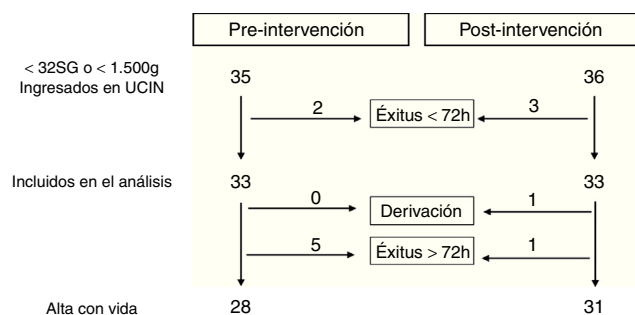 Pre-intervención Post-intervención
< 32SG o < 1.500g
Ingresados en UCIN
35 36
2 Éxitus < 72h 3
Incluidos en el análisis 33 33
0 Derivación 1
5 Éxitus > 72h 1
Alta con vida 28 31